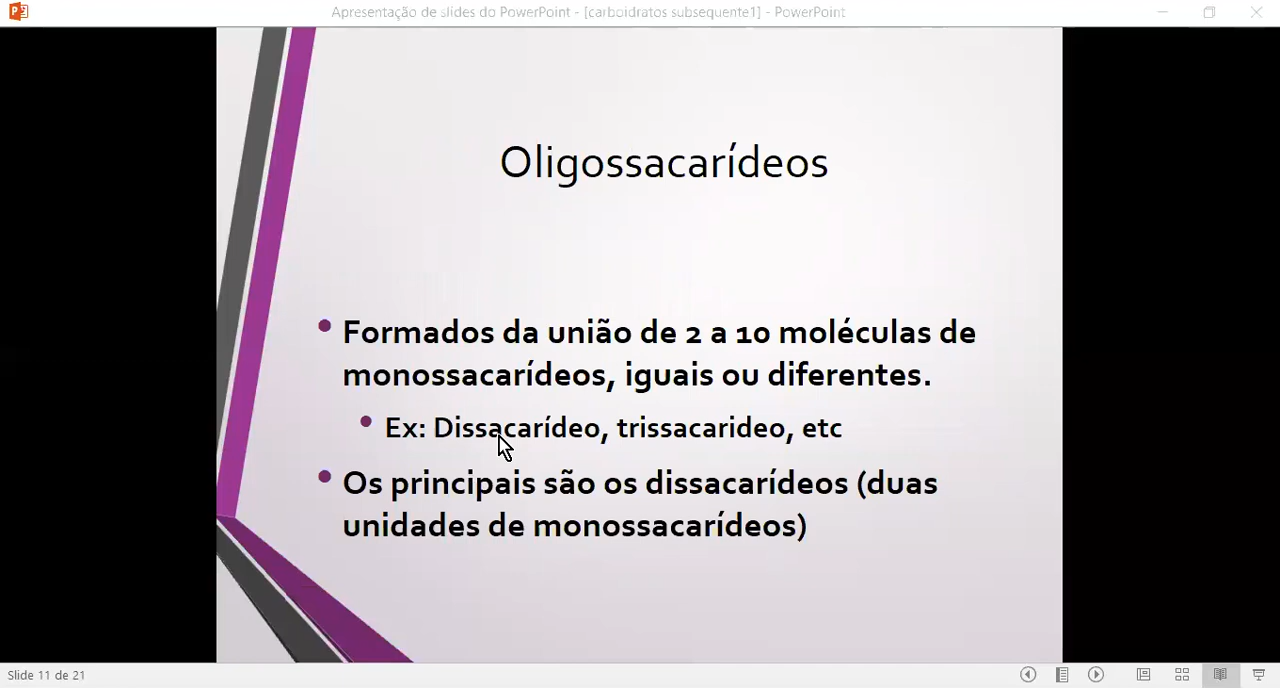 Apresentação de slides do PowerPoint - [carboidratos subsequente1] - PowerPoint
Oligossacarídeos
• Formados da união de 2 a 10 moléculas de
monossacarídeos, iguais ou diferentes.
• Ex: Dissacarídeo, trissacarideo, etc
• Os principais são os dissacarídeos (duas
unidades de monossacarídeos)
Slide 11 de 21